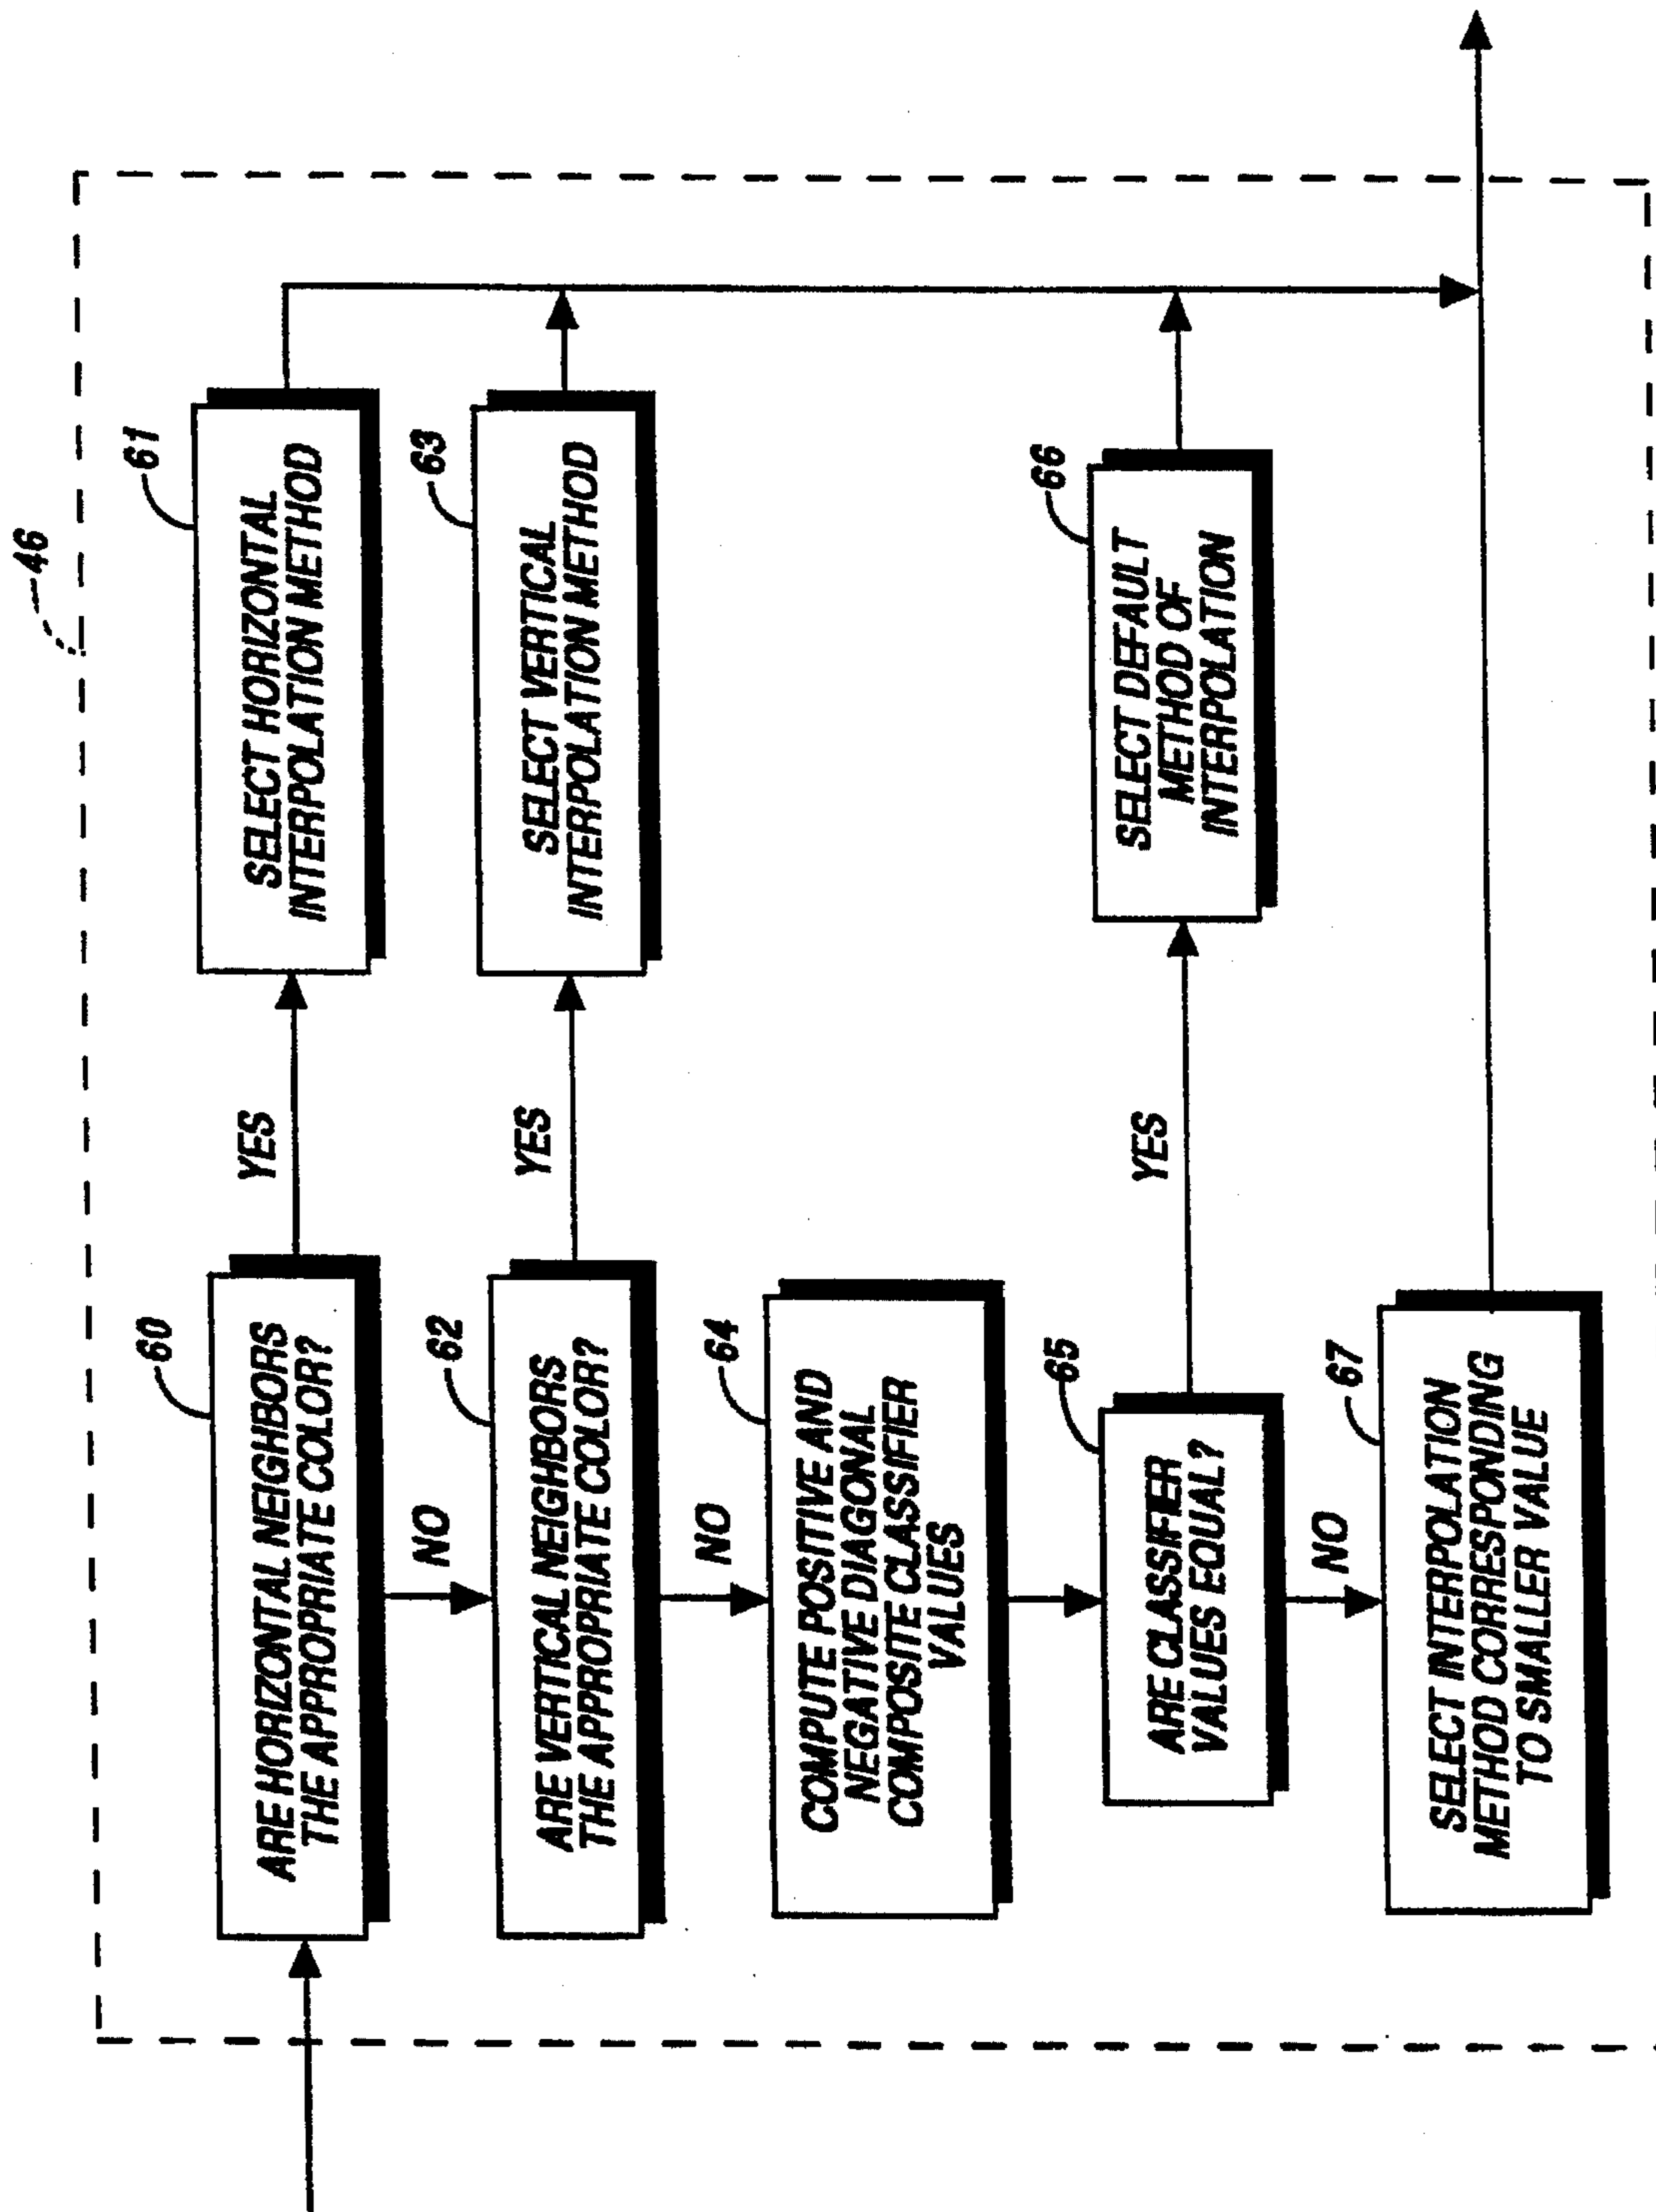 46
60
ARE HORIZONTAL NEIGHBORS
THE APPROPRIATE COLOR?
YES
61
SELECT HORIZONTAL
INTERPOLATION METHOD
NO
62
ARE VERTICAL NEIGHBORS
THE APPROPRIATE COLOR?
YES
63
SELECT VERTICAL
INTERPOLATION METHOD
NO
64
COMPUTE POSITIVE AND
NEGATIVE DIAGONAL
COMPOSITE CLASSIFIER
VALUES
65
ARE CLASSIFIER
VALUES EQUAL?
YES
66
SELECT DEFAULT
METHOD OF
INTERPOLATION
NO
67
SELECT INTERPOLATION
METHOD CORRESPONDING
TO SMALLER VALUE